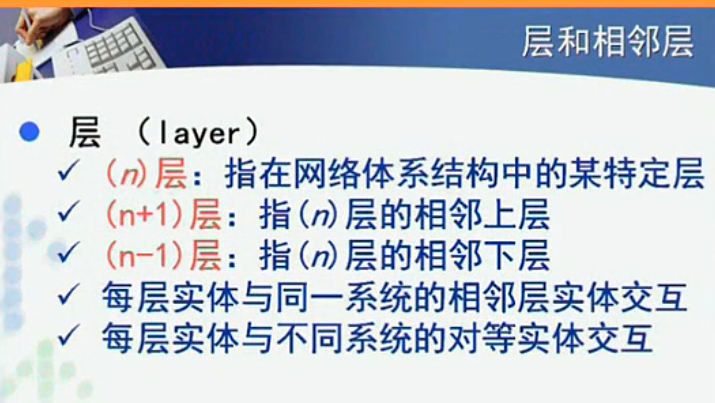 层和相邻层
层 （layer）
(n)层：指在网络体系结构中的某特定层
(n+1)层：指(n)层的相邻上层
(n-1)层：指(n)层的相邻下层
每层实体与同一系统的相邻层实体交互
每层实体与不同系统的对等实体交互